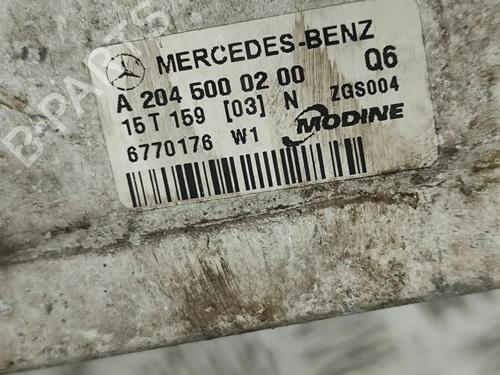 B-PARTS
MERCEDES-BENZ
A 204 500 02 00 Q6
15 T 159 [03] N ZGS004
6770176 W1 MODINE